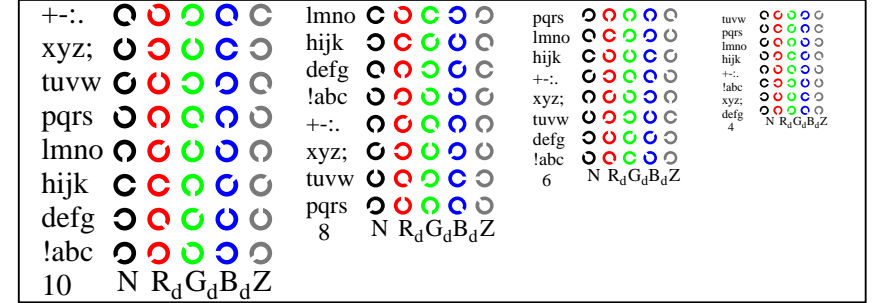 +-:.
xyz;
tuvw
pqrs
lmno
hijk
defg
!abc
10 N RdGdBdZ
lmno
hijk
defg
!abc
+-:.
xyz;
tuvw
pqrs
8 N RdGdBdZ
pqrs
lmno
hijk
+-:.
xyz;
tuvw
defg
!abc
6 N RdGdBdZ
tuvw
pqrs
lmno
hijk
+-:.
!abc
xyz;
defg
4 N RdGdBdZ